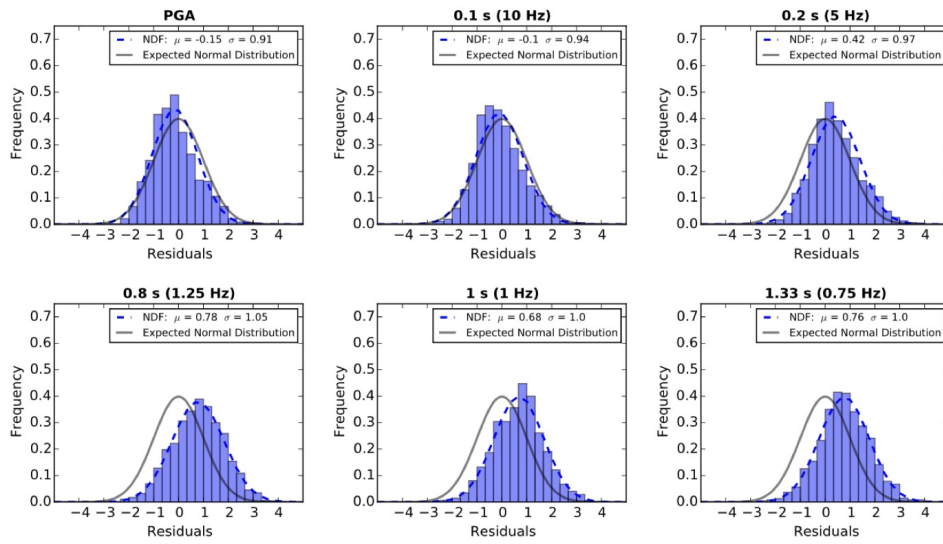 PGA
NDF: μ = -0.15 σ = 0.91
Expected Normal Distribution
0.7
0.6
0.5
0.4
0.3
0.2
0.1
0.0
Frequency
−4 −3 −2 −1 0 1 2 3 4
Residuals
0.1 s (10 Hz)
NDF: μ = -0.1 σ = 0.94
Expected Normal Distribution
0.7
0.6
0.5
0.4
0.3
0.2
0.1
0.0
Frequency
−4 −3 −2 −1 0 1 2 3 4
Residuals
0.2 s (5 Hz)
NDF: μ = 0.42 σ = 0.97
Expected Normal Distribution
0.7
0.6
0.5
0.4
0.3
0.2
0.1
0.0
Frequency
−4 −3 −2 −1 0 1 2 3 4
Residuals
0.8 s (1.25 Hz)
NDF: μ = 0.78 σ = 1.05
Expected Normal Distribution
0.7
0.6
0.5
0.4
0.3
0.2
0.1
0.0
Frequency
−4 −3 −2 −1 0 1 2 3 4
Residuals
1 s (1 Hz)
NDF: μ = 0.68 σ = 1.0
Expected Normal Distribution
0.7
0.6
0.5
0.4
0.3
0.2
0.1
0.0
Frequency
−4 −3 −2 −1 0 1 2 3 4
Residuals
1.33 s (0.75 Hz)
NDF: μ = 0.76 σ = 1.0
Expected Normal Distribution
0.7
0.6
0.5
0.4
0.3
0.2
0.1
0.0
Frequency
−4 −3 −2 −1 0 1 2 3 4
Residuals